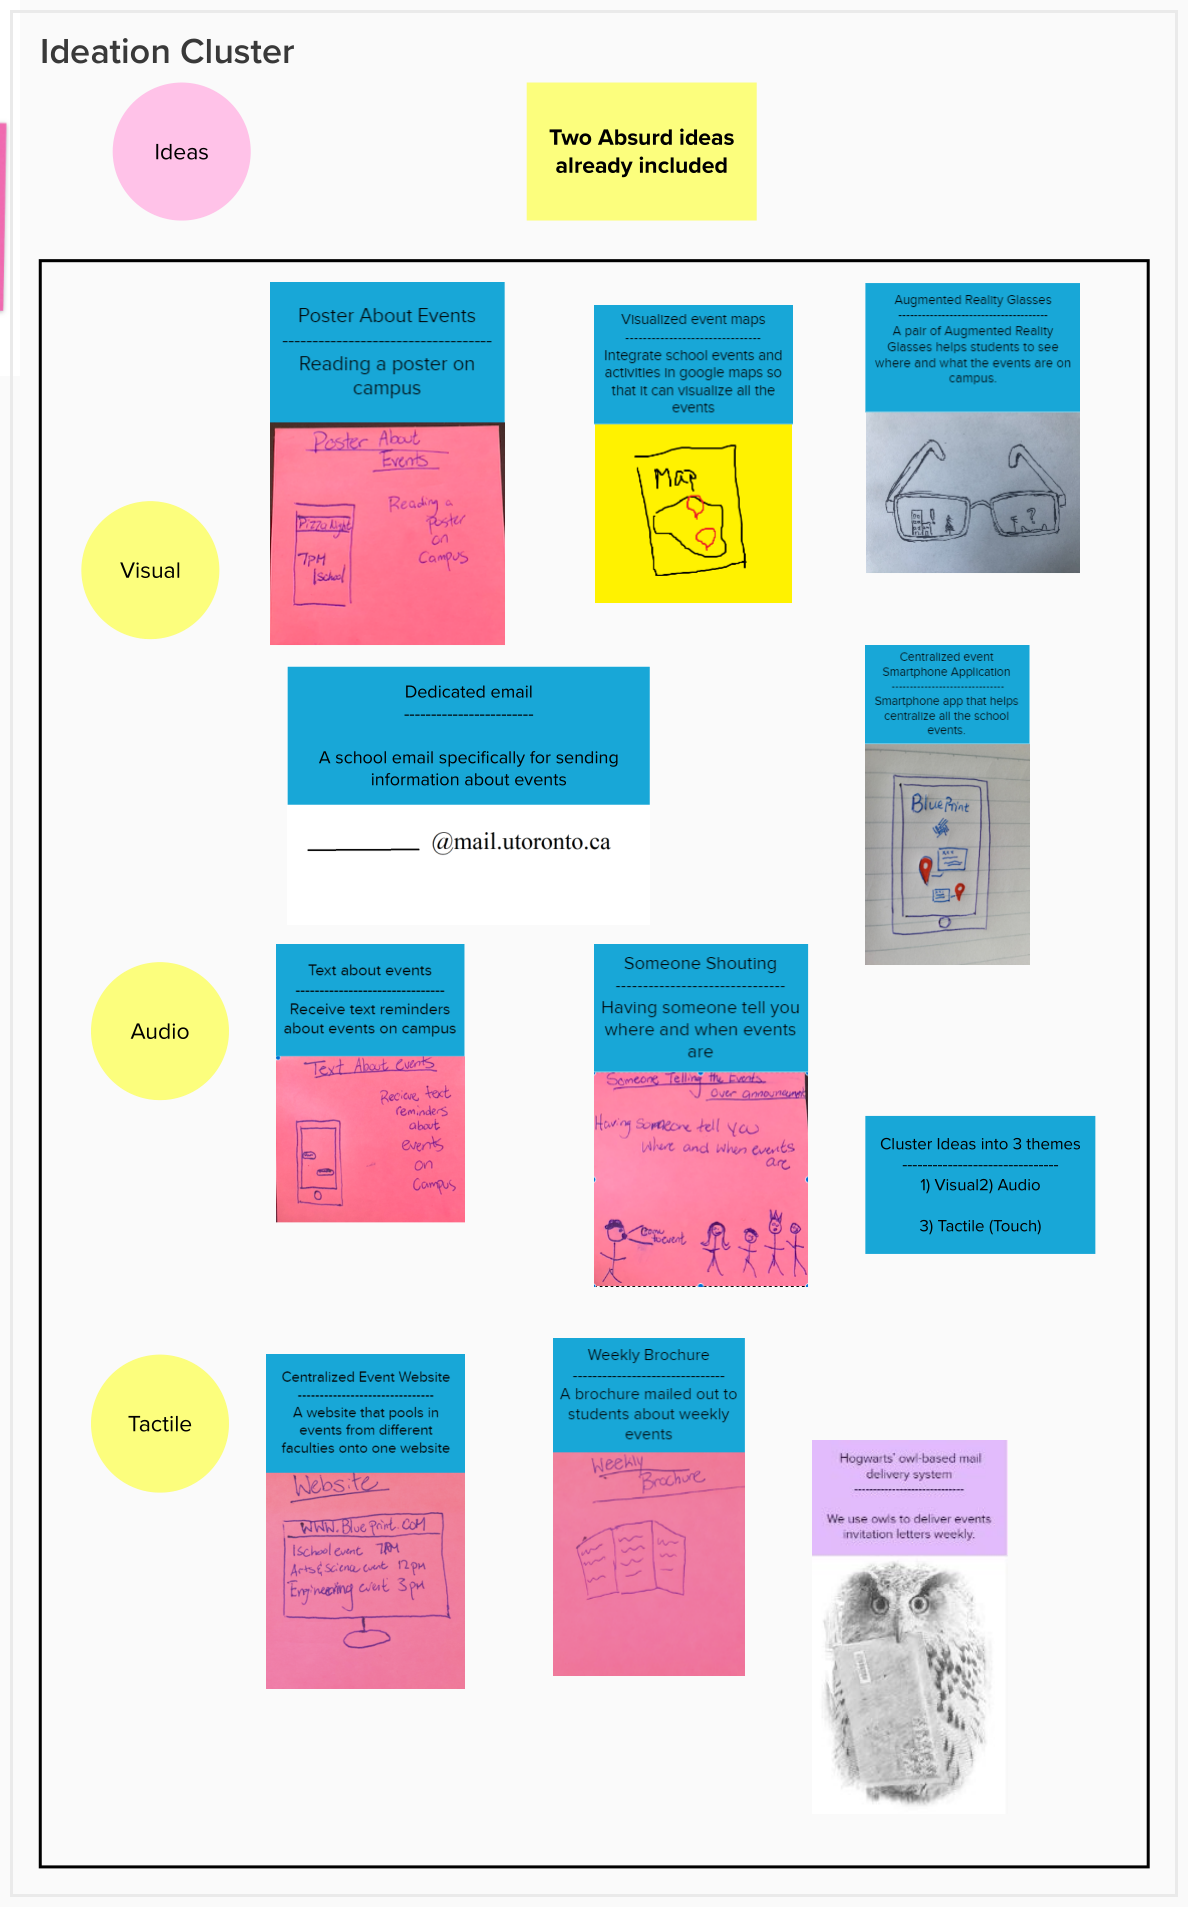 Ideation Cluster
Ideas
Two Absurd ideas
already included
Poster About Events
Reading a poster on
campus
Poster About
Events
Pizza Night
7PM
Ischool
Reading a
poster
on
Campus
Visualized event maps
Integrate school events and
activities in google maps so
that it can visualize all the
events
Map
Augmented Reality Glasses
A pair of Augmented Reality
Glasses helps students to see
where and what the events are on
campus.
! ?
Visual
Dedicated email
A school email specifically for sending
information about events
@mail.utoronto.ca
Centralized event
Smartphone Application
Smartphone app that helps
centralize all the school
events.
BluePrint
Audio
Text about events
Receive text reminders
about events on campus
Text About events
Recieve text
reminders
about
events
on
Campus
Someone Shouting
Having someone tell you
where and when events
are
Someone Telling the Events
over announcment
Having someone tell you
where and when events
are
Come
to event
Cluster Ideas into 3 themes
1) Visual2) Audio
3) Tactile (Touch)
Tactile
Centralized Event Website
A website that pools in
events from different
faculties onto one website
Website
WWW.Blueprint.com
Ischool event 7PM
Arts & Science event 12pm
Engineering event 3pm
Weekly Brochure
A brochure mailed out to
students about weekly
events
Weekly
Brochure
Hogwarts' owl-based mail
delivery system
We use owls to deliver events
invitation letters weekly.